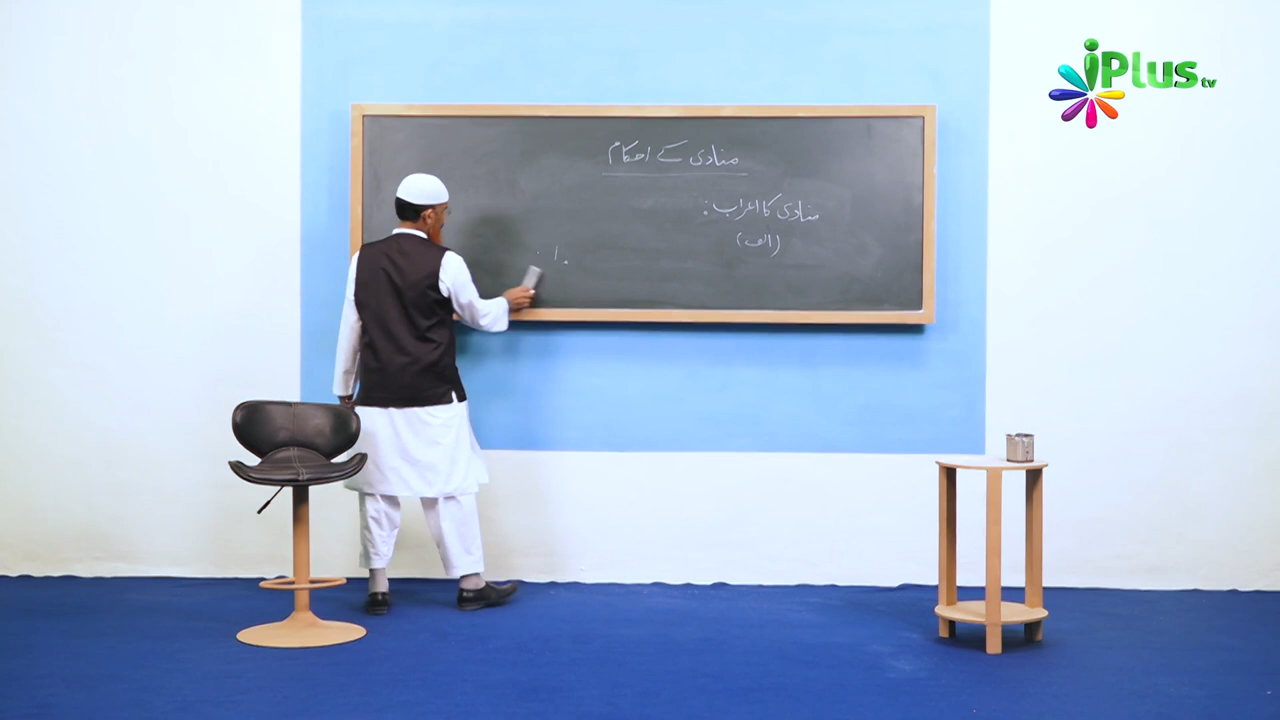 iPlus tv
منادی کے احکام
منادی کا اعراب:
(الف)